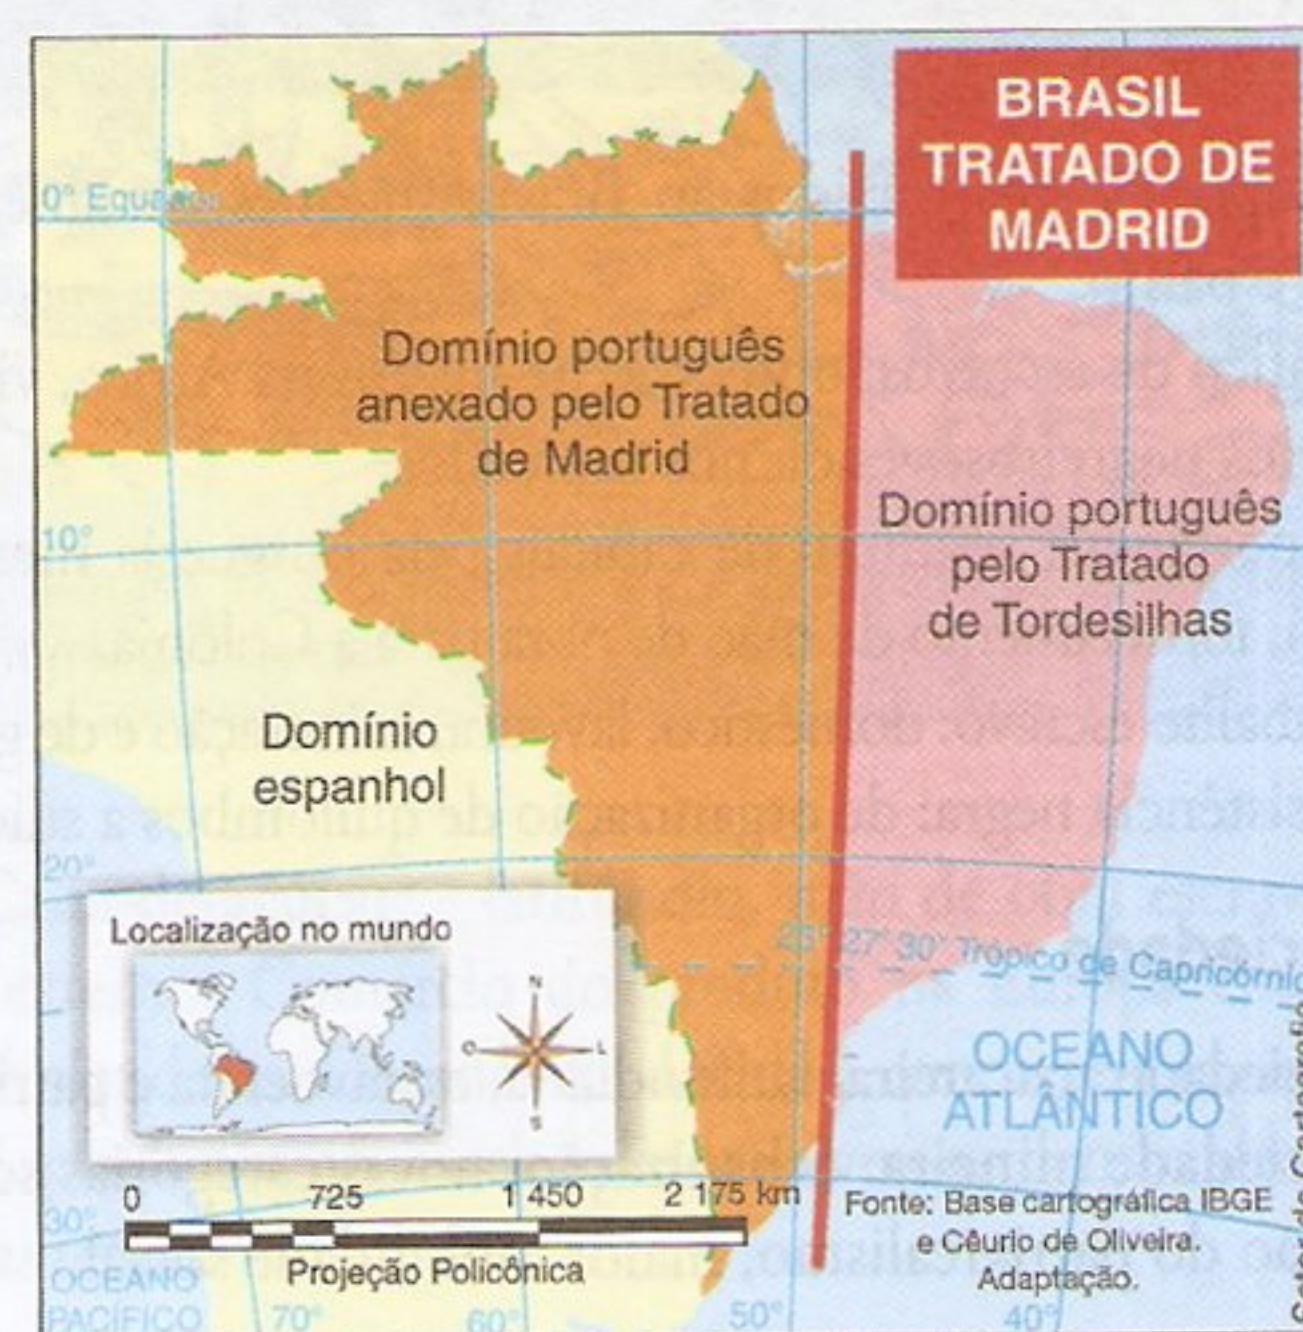 BRASIL
TRATADO DE
MADRID
0° Equador
Domínio português
anexado pelo Tratado
de Madrid
Domínio português
pelo Tratado
de Tordesilhas
10°
Domínio
espanhol
20°
Localização no mundo
N
O
L
S
23° 27' 30" Trópico de Capricórnio
OCEANO
ATLÂNTICO
0 725 1 450 2 175 km
Projeção Policônica
30°
OCEANO
PACÍFICO
70° 60° 50° 40°
Fonte: Base cartográfica IBGE
e Cêurio de Oliveira.
Adaptação.
Setor de Cartografia